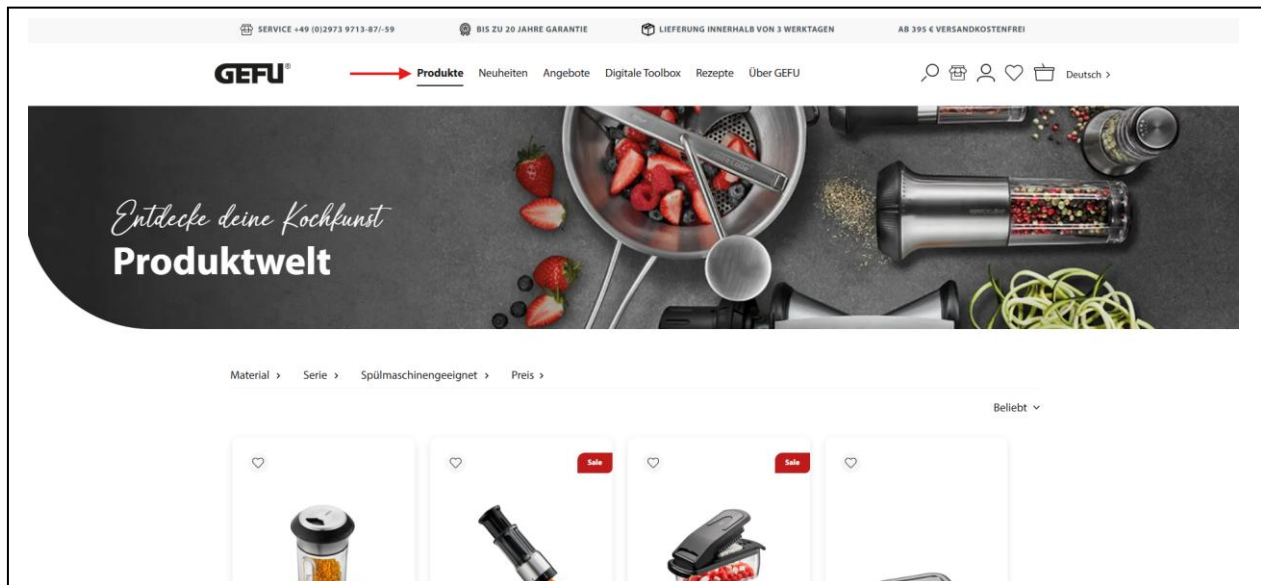 SERVICE +49 (0)2973 9713-87/-59
BIS ZU 20 JAHRE GARANTIE
LIEFERUNG INNERHALB VON 3 WERKTAGEN
AB 395 € VERSANDKOSTENFREI
GEFU®
Produkte
Neuheiten
Angebote
Digitale Toolbox
Rezepte
Über GEFU
Deutsch >
Entdecke deine Kochkunst
Produktwelt
Material >
Serie >
Spülmaschinengeeignet >
Preis >
Beliebt
Sale
Sale